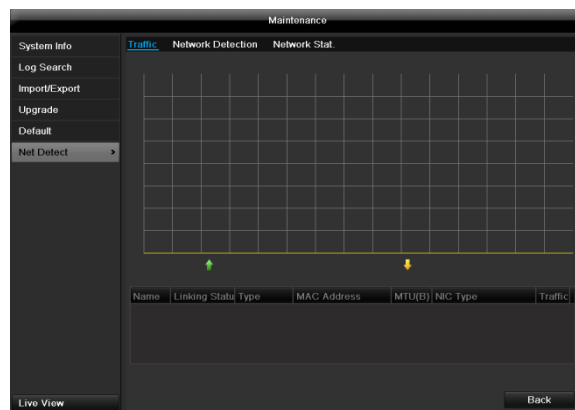 Maintenance
System Info
Log Search
Import/Export
Upgrade
Default
Net Detect
Traffic Network Detection Network Stat.
Name Linking Statu Type MAC Address MTU(B) NIC Type Traffic
Live View
Back